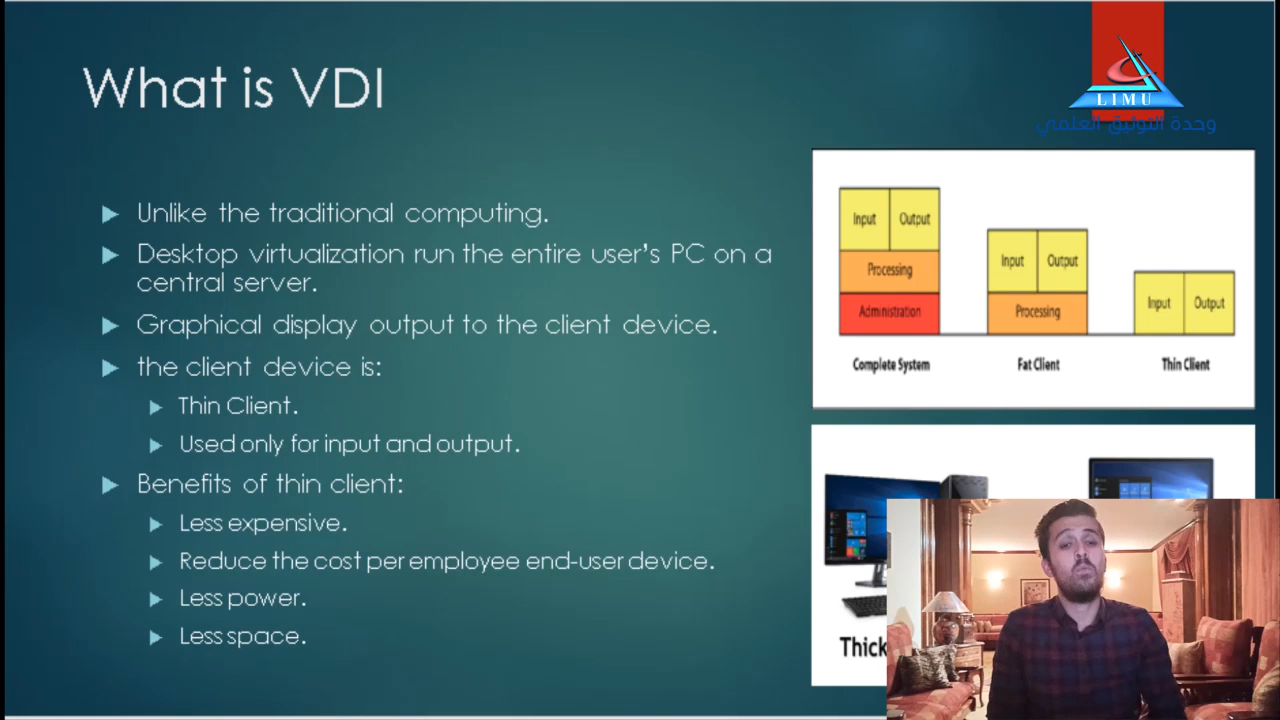 What is VDI
LIMU
وحدة التوثيق العلمي
Unlike the traditional computing.
Desktop virtualization run the entire user's PC on a
central server.
Graphical display output to the client device.
the client device is:
Thin Client.
Used only for input and output.
Benefits of thin client:
Less expensive.
Reduce the cost per employee end-user device.
Less power.
Less space.
Input Output
Processing
Administration
Complete System
Input Output
Processing
Fat Client
Input Output
Thin Client
Thick